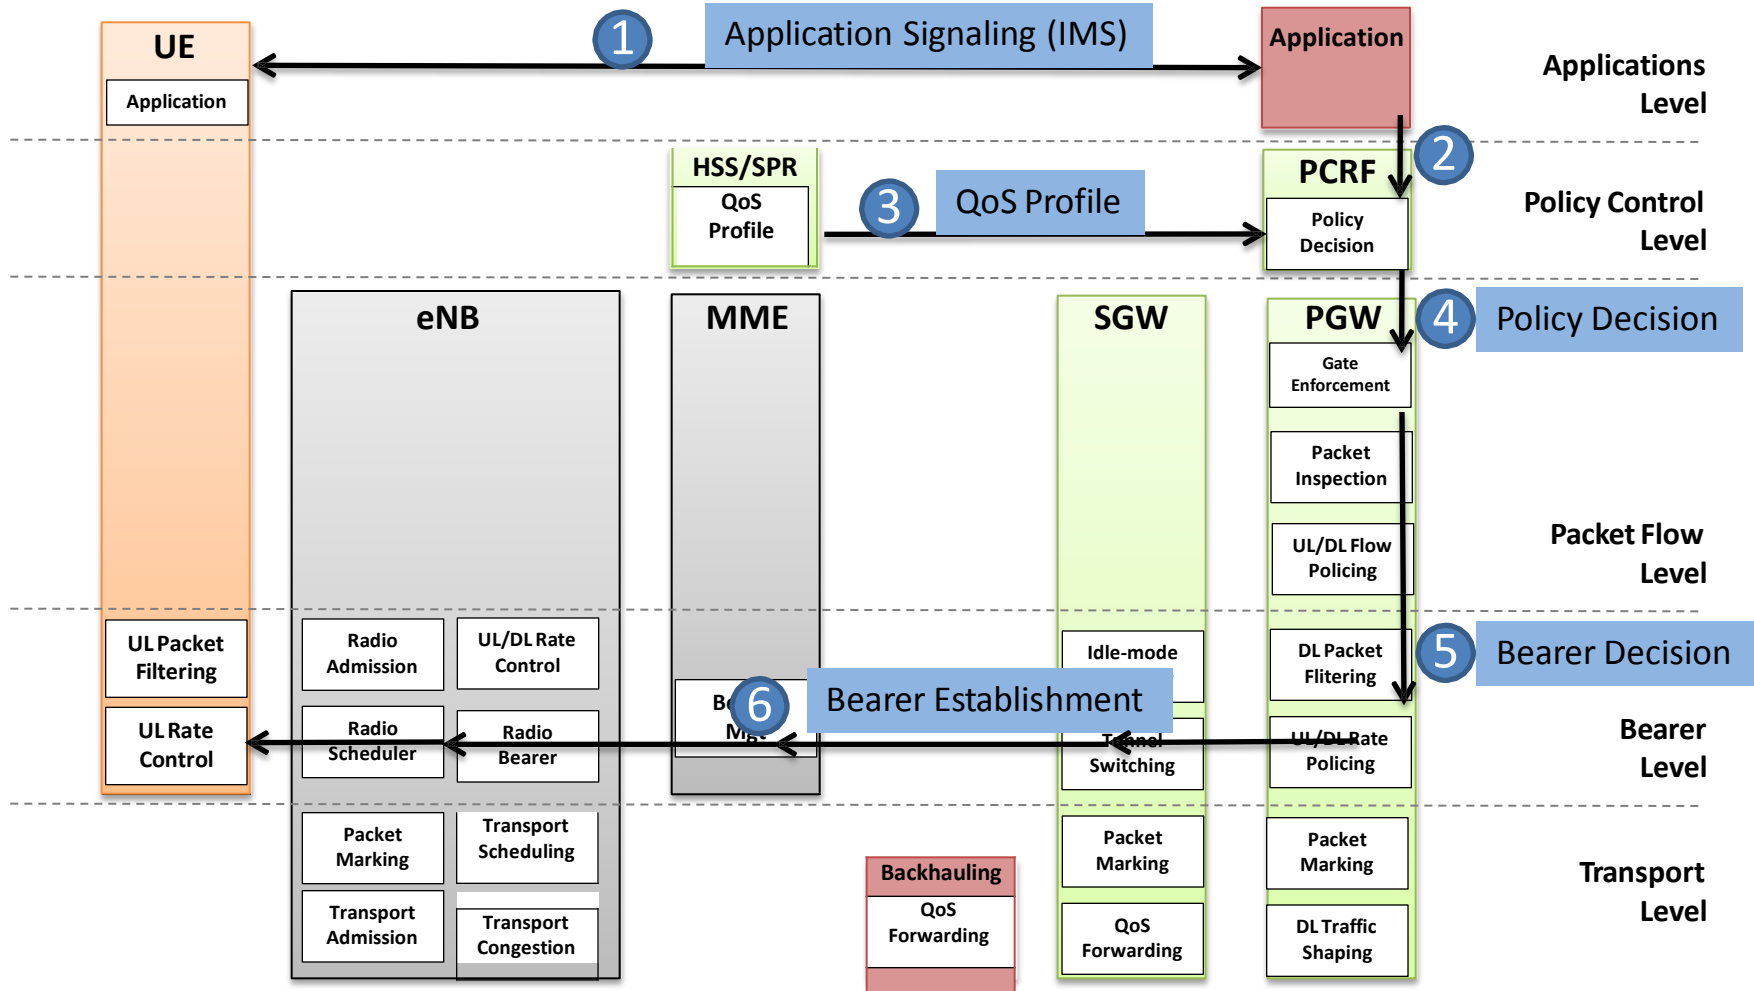 UE
Application
1
Application Signaling (IMS)
Application
Applications
Level
2
HSS/SPR
QoS
Profile
3
QoS Profile
PCRF
Policy
Decision
Policy Control
Level
eNB
MME
SGW
PGW
4
Policy Decision
Gate
Enforcement
Packet
Inspection
UL/DL Flow
Policing
Packet Flow
Level
UL Packet
Filtering
UL Rate
Control
Radio
Admission
UL/DL Rate
Control
Radio
Scheduler
Radio
Bearer
6
Mgt
Bearer Establishment
Idle-mode
Tunnel
Switching
DL Packet
Flitering
5
Bearer Decision
UL/DL Rate
Policing
Bearer
Level
Packet
Marking
Transport
Scheduling
Transport
Admission
Transport
Congestion
Backhauling
QoS
Forwarding
Packet
Marking
QoS
Forwarding
Packet
Marking
DL Traffic
Shaping
Transport
Level